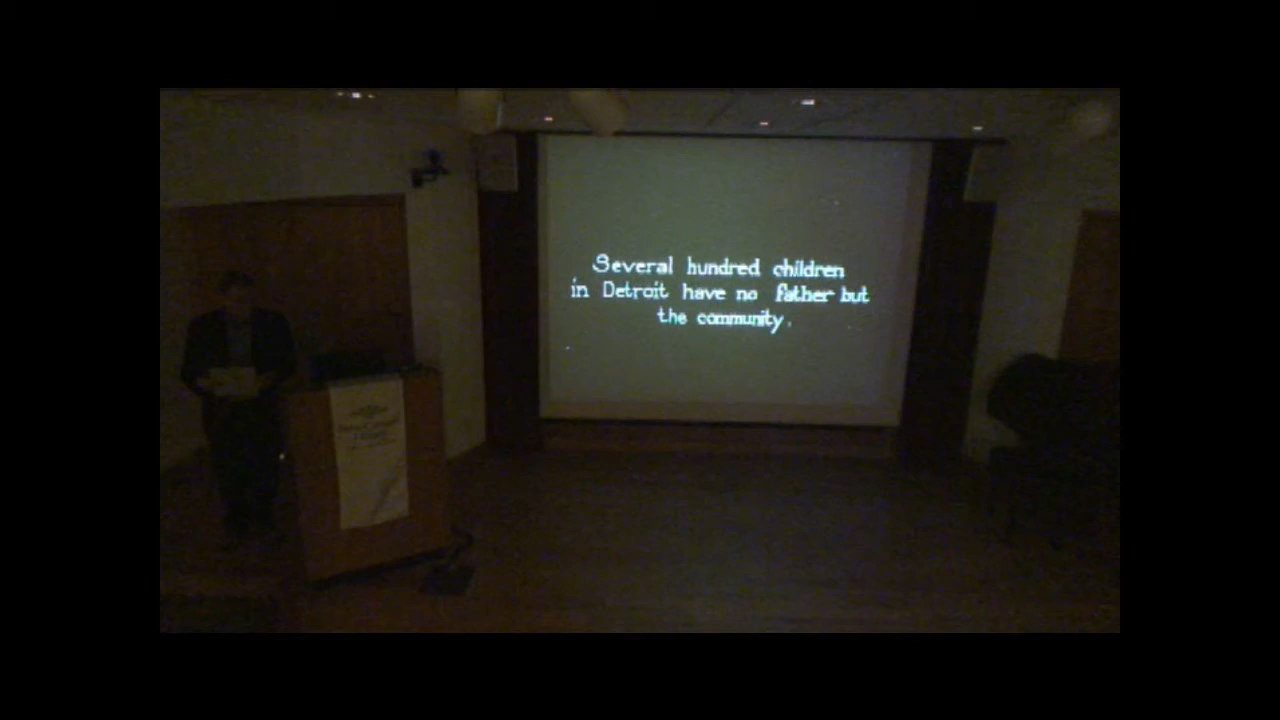 Several hundred children
in Detroit have no father but
the community.